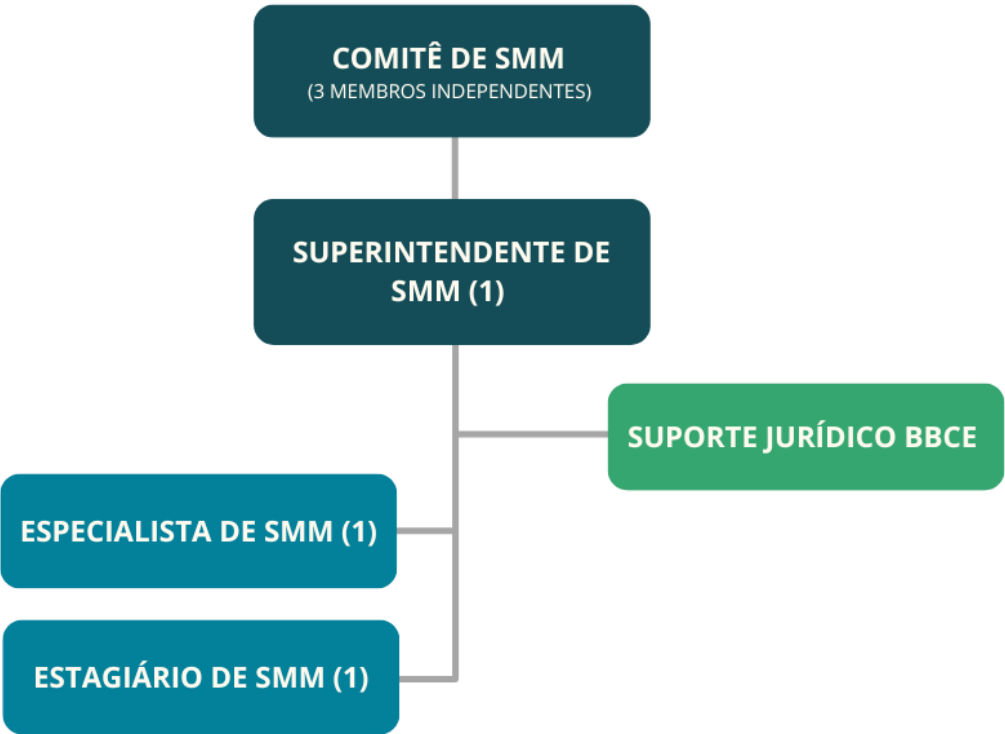 COMITÊ DE SMM
(3 MEMBROS INDEPENDENTES)
SUPERINTENDENTE DE
SMM (1)
SUPORTE JURÍDICO BBCE
ESPECIALISTA DE SMM (1)
ESTAGIÁRIO DE SMM (1)